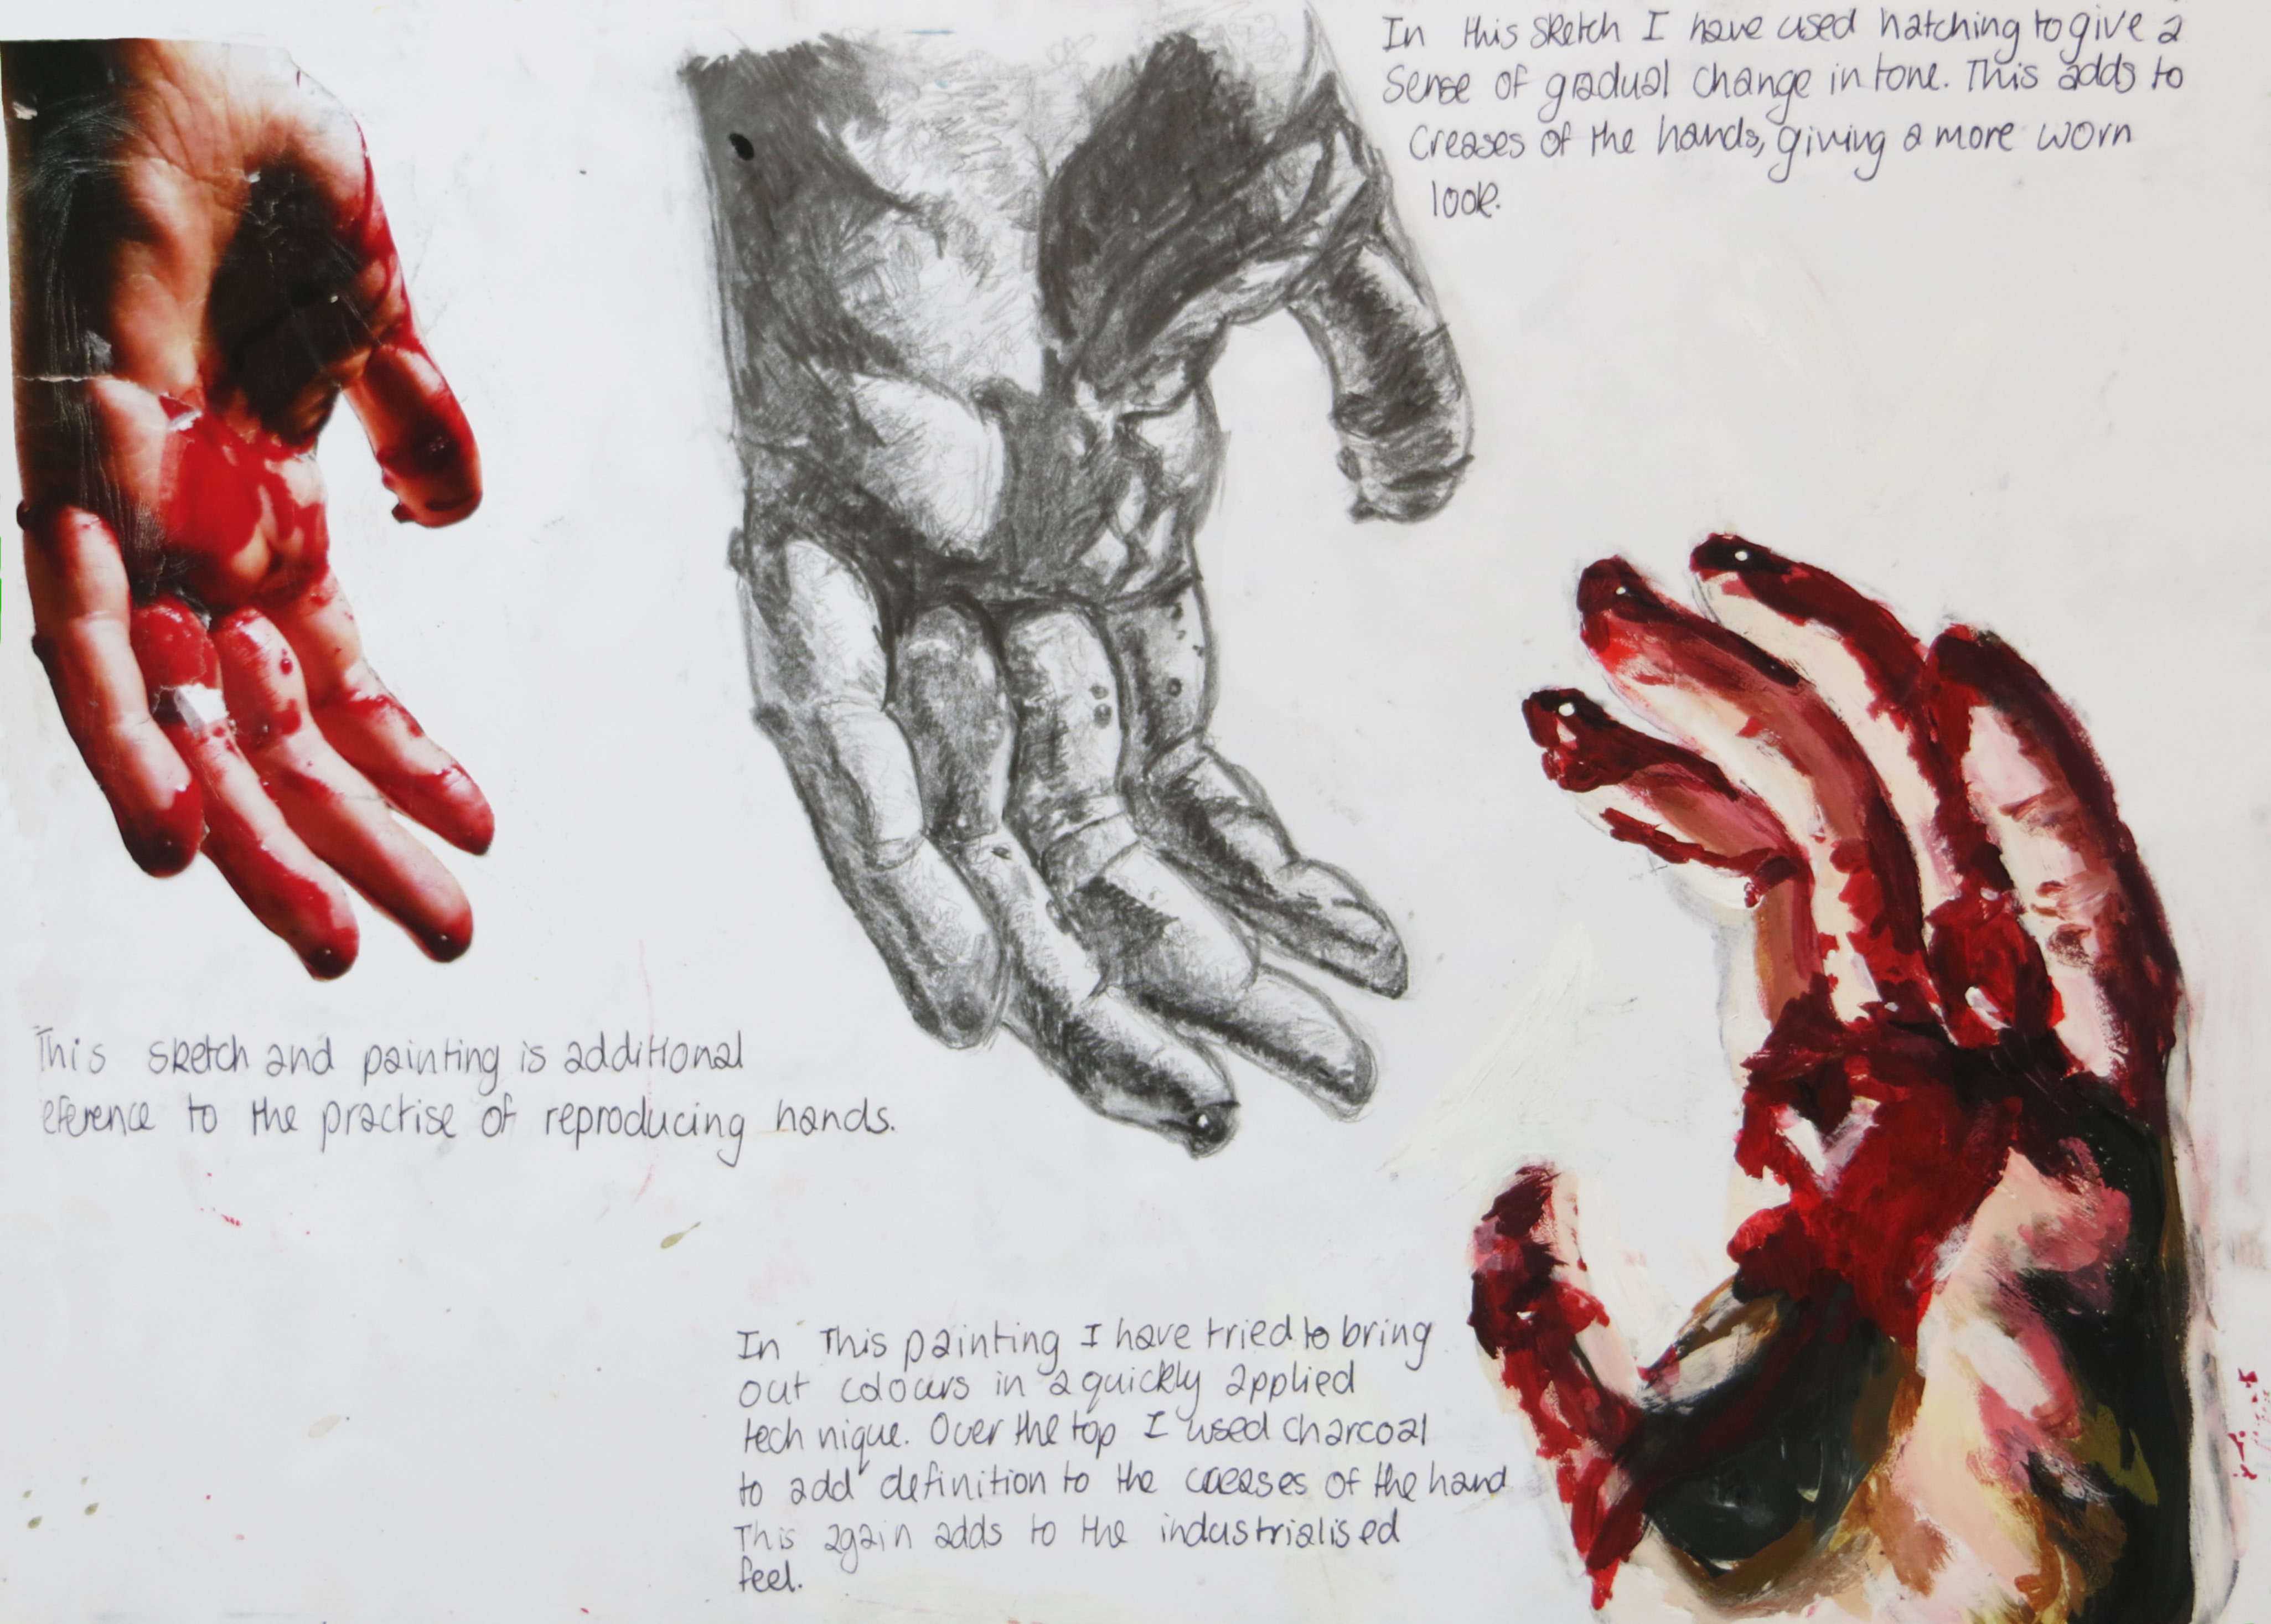 In this sketch I have used hatching to give a
sense of gradual change in tone. This adds to
creases of the hands, giving a more worn
look.
This sketch and painting is additional
eference to the practise of reproducing hands.
In This painting I have tried to bring
out colours in a quickly applied
technique. Over the top I used charcoal
to add definition to the creases of the hand
This again adds to the industrialised
feel.